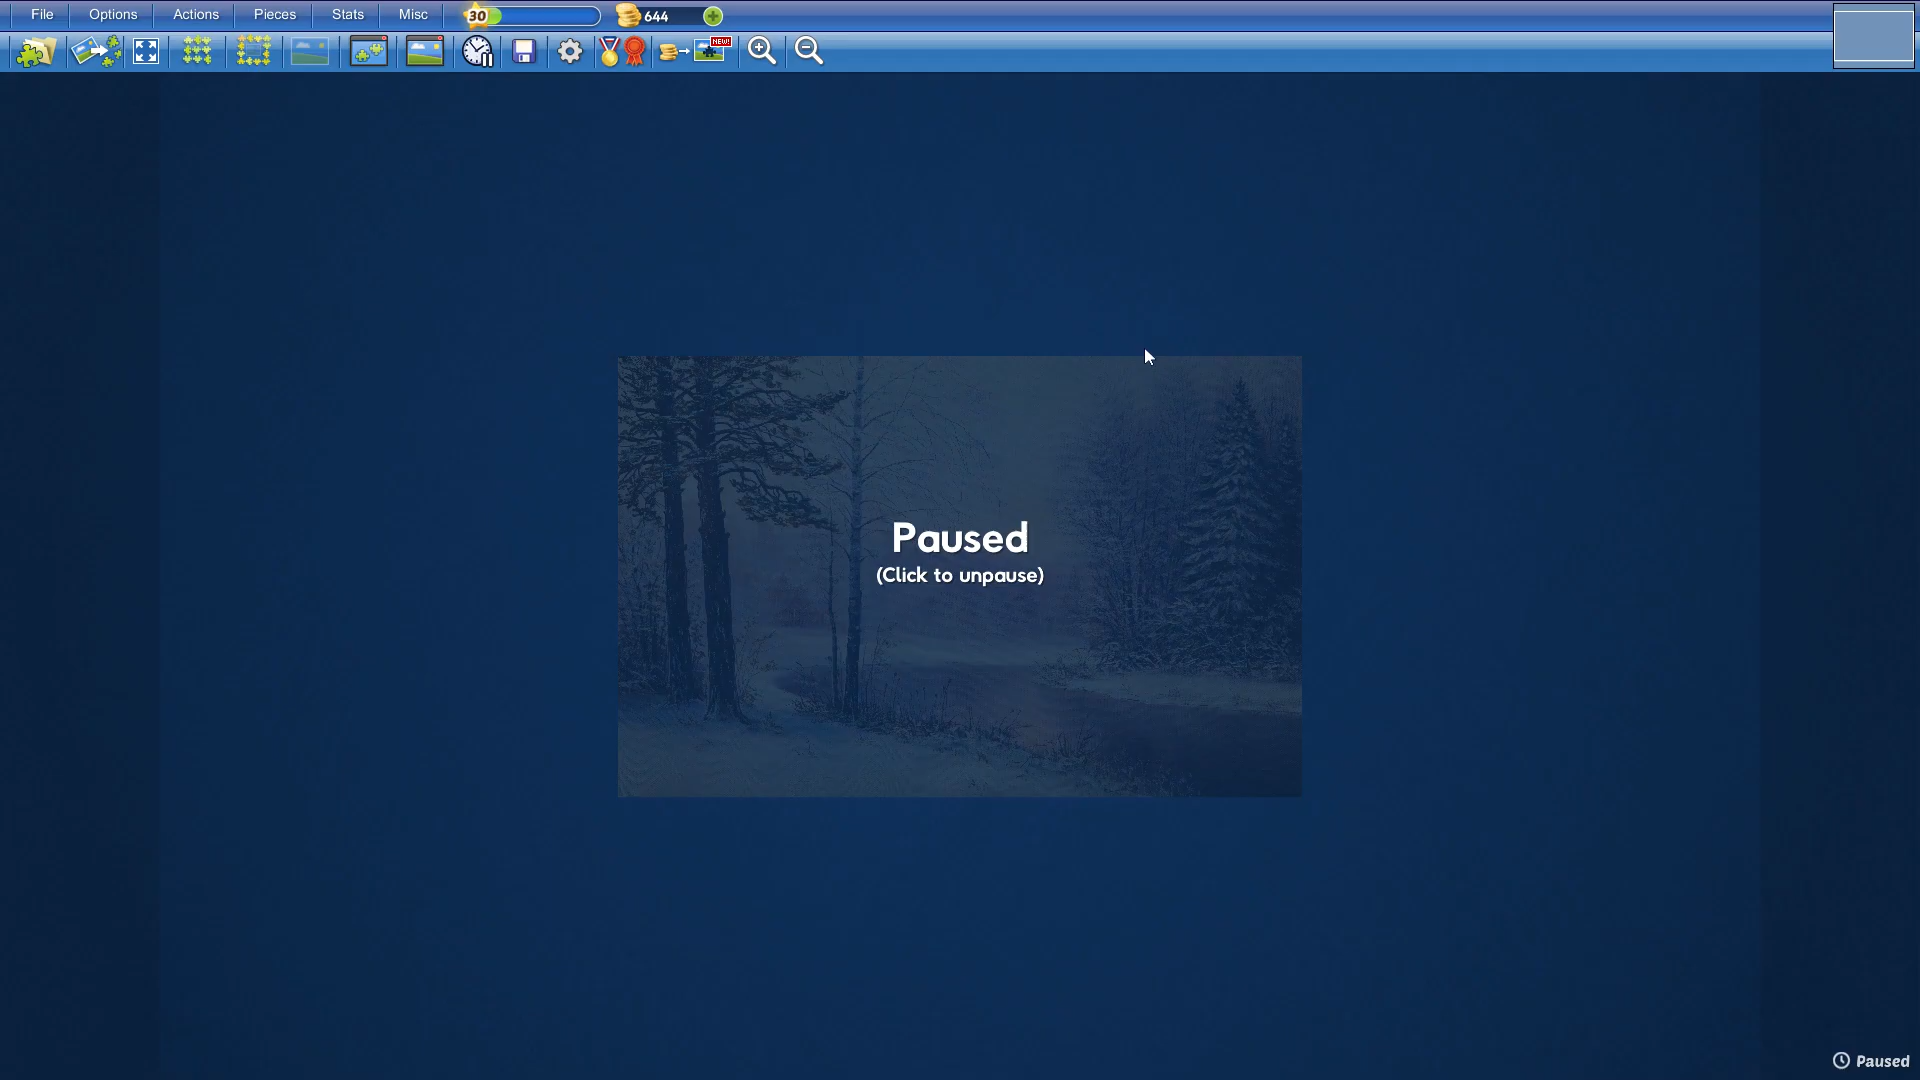 File Options Actions Pieces Stats Misc 30 644
NEW!
Paused
(Click to unpause)
Paused